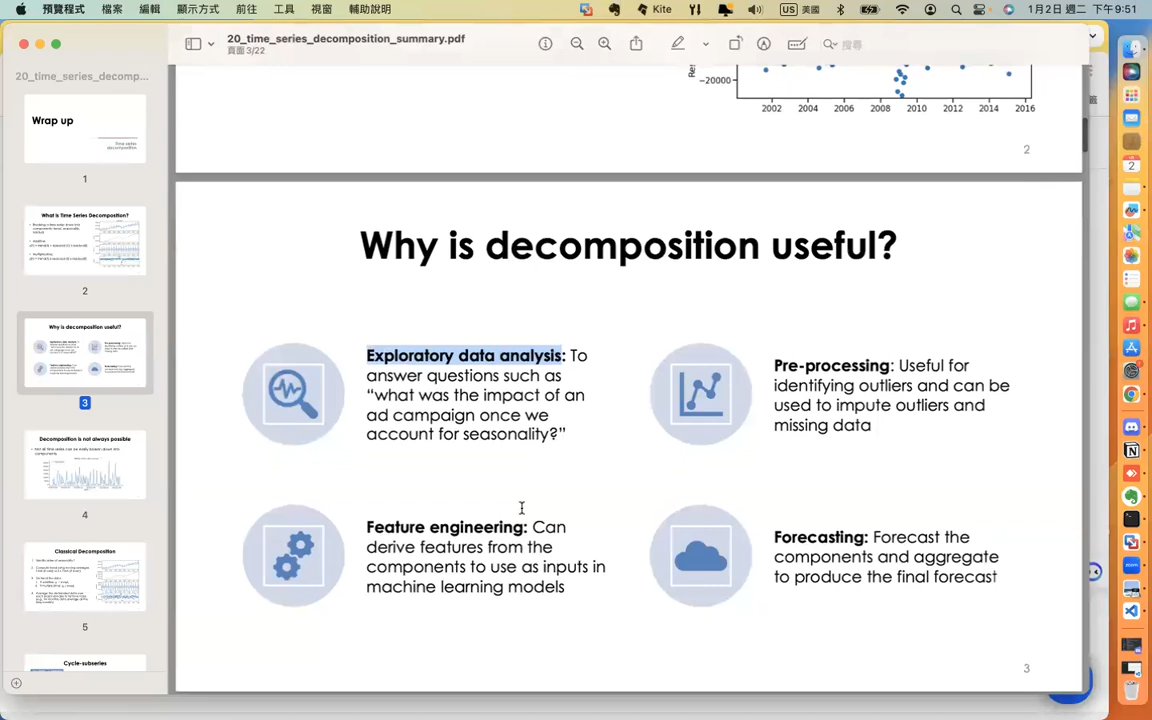 預覽程式 檔案 編輯 顯示方式 前往 工具 視窗 輔助說明
Kite US 美國 1月2日 週二 下午9:51
20_time_series_decomposition_summary.pdf
頁面 3/22
搜尋
20_time_series_decomp...
Wrap up
Time series
decomposition
1
What is Time Series Decomposition?
2
Why is decomposition useful?
3
Decomposition is not always possible
4
Classical Decomposition
5
Cycle-subseries
−20000
2002 2004 2006 2008 2010 2012 2014 2016
2
Why is decomposition useful?
Exploratory data analysis: To
answer questions such as
“what was the impact of an
ad campaign once we
account for seasonality?”
Pre-processing: Useful for
identifying outliers and can be
used to impute outliers and
missing data
Feature engineering: Can
derive features from the
components to use as inputs in
machine learning models
Forecasting: Forecast the
components and aggregate
to produce the final forecast
3